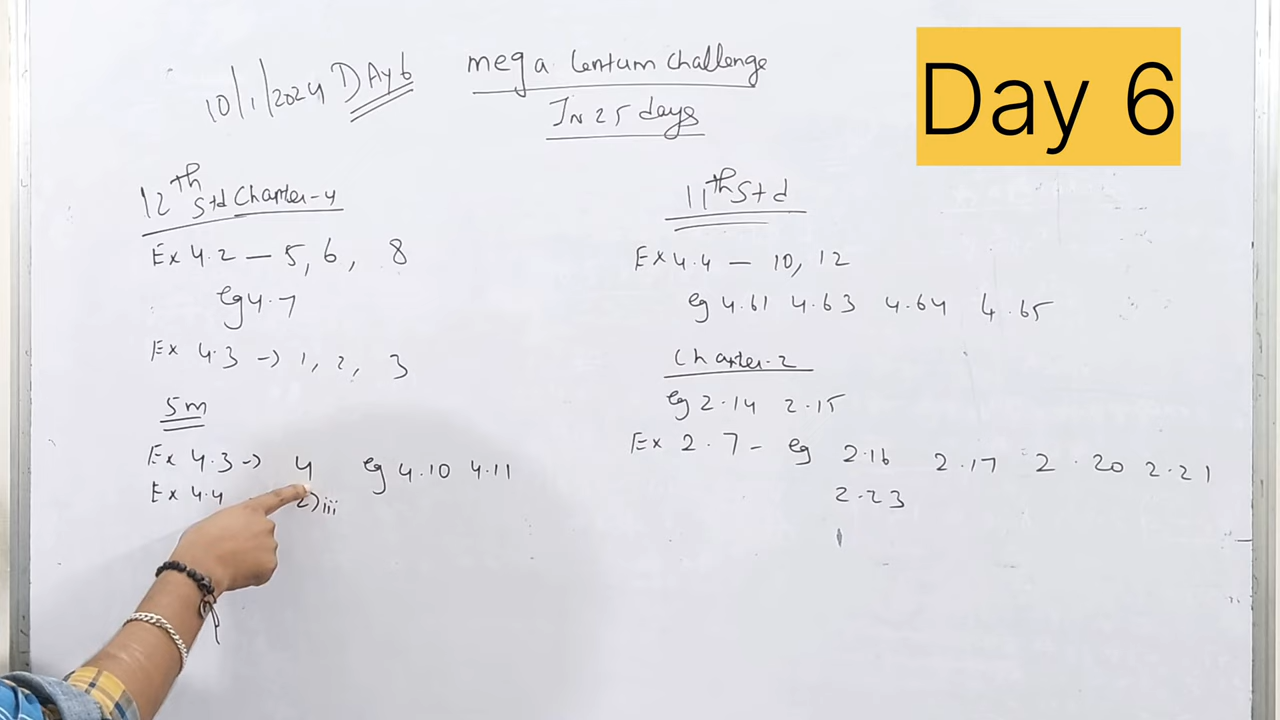 10/1/2024 DAy 6
mega Centum challenge
In 25 days
Day 6
12th Std Chapter-4
Ex 4.2 — 5, 6, 8
eg 4.7
Ex 4.3 -> 1, 2, 3
5m
Ex 4.3 -> 4 eg 4.10 4.11
Ex 4.4 2) iii
11th Std
Ex 4.4 — 10, 12
eg 4.61 4.63 4.64 4.65
Chapter-2
eg 2.14 2.15
Ex 2.7 - eg 2.16 2.17 2.20 2.21
2.23